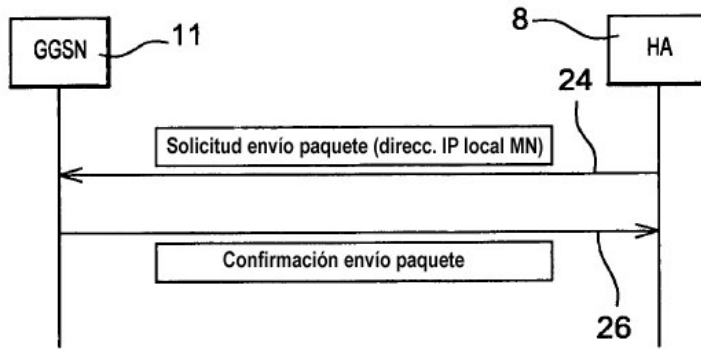 GGSN
11
8
HA
24
Solicitud envío paquete (direcc. IP local MN)
Confirmación envío paquete
26